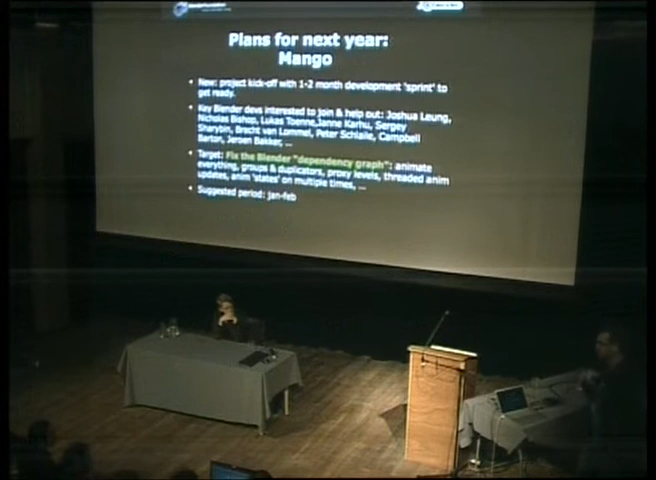 Plans for next year:
Mango
• New: project kick-off with 1-2 month development 'sprint' to
get ready.
• Key Blender devs interested to join & help out: Joshua Leung,
Nicholas Bishop, Lukas Toenne,Janne Karhu, Sergey
Sharybin, Brecht van Lommel, Peter Schlaile, Campbell
Barton, Jeroen Bakker, ...
• Target: Fix the Blender "dependency graph": animate
everything, groups & duplicators, proxy levels, threaded anim
updates, anim 'states' on multiple times, ...
• Suggested period: jan-feb